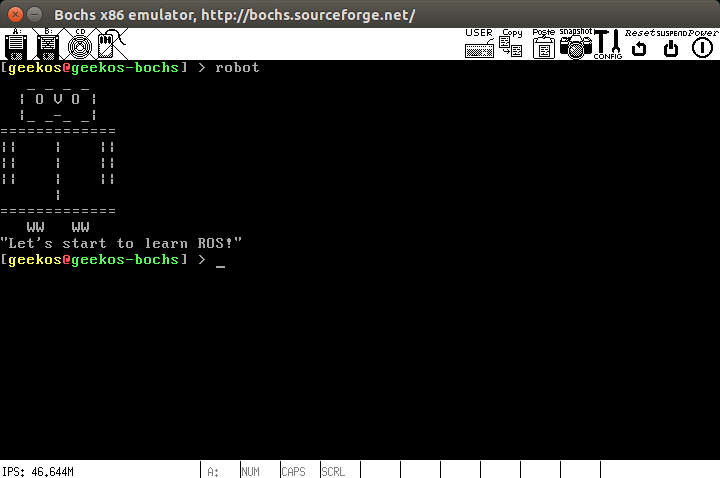 Bochs x86 emulator, http://bochs.sourceforge.net/
A: B: CD USER Copy Paste snapshot CONFIG Reset SUSPEND Power
[geekos@geekos-bochs] > robot
   _ _ _ _
  ¦ O V O ¦
  ¦_ _-_ _¦
=============
¦¦    ¦    ¦¦
¦¦    ¦    ¦¦
¦¦    ¦    ¦¦
      ¦
=============
   WW   WW
"Let's start to learn ROS!"
[geekos@geekos-bochs] > _
IPS: 46.644M A: NUM CAPS SCRL